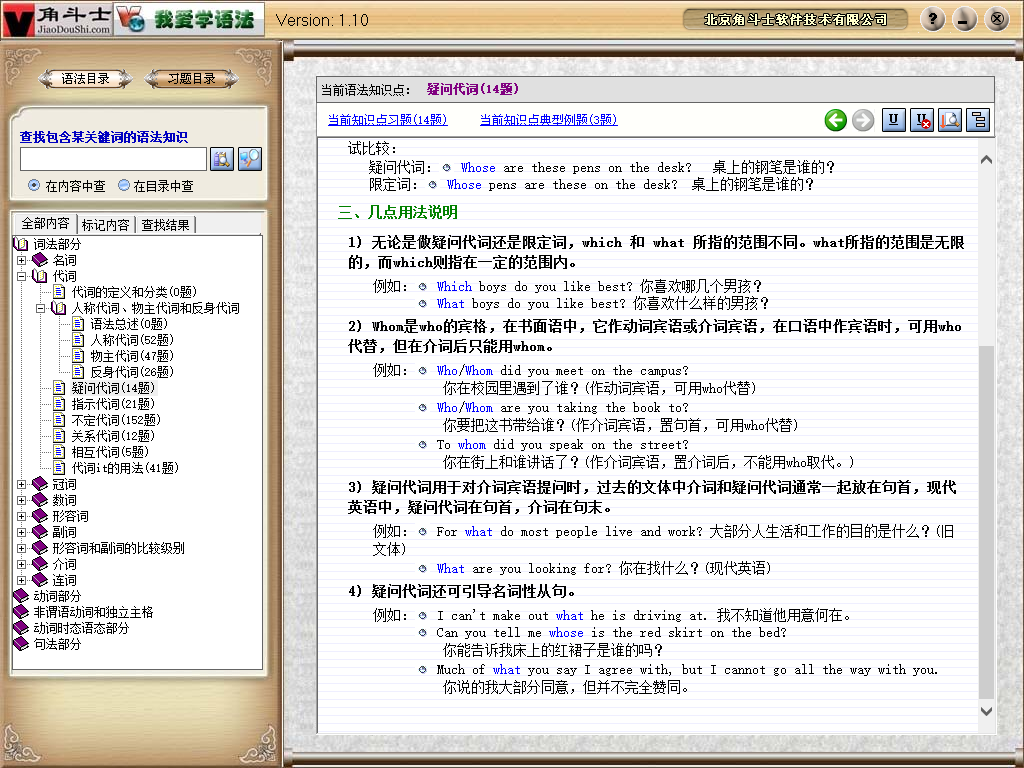 角斗士
JiaoDouShi.com
我爱学语法
Version: 1.10
北京角斗士软件技术有限公司
语法目录
习题目录
查找包含某关键词的语法知识
在内容中查
在目录中查
全部内容
标记内容
查找结果
词法部分
名词
代词
代词的定义和分类(0题)
人称代词、物主代词和反身代词
语法总述(0题)
人称代词(52题)
物主代词(47题)
反身代词(26题)
疑问代词(14题)
指示代词(21题)
不定代词(152题)
关系代词(12题)
相互代词(5题)
代词it的用法(41题)
冠词
数词
形容词
副词
形容词和副词的比较级别
介词
连词
动词部分
非谓语动词和独立主格
动词时态语态部分
句法部分
当前语法知识点: 疑问代词(14题)
当前知识点习题(14题)
当前知识点典型例题(3题)
U
U
试比较:
疑问代词: Whose are these pens on the desk? 桌上的钢笔是谁的?
限定词: Whose pens are these on the desk? 桌上的钢笔是谁的?
三、几点用法说明
1) 无论是做疑问代词还是限定词,which 和 what 所指的范围不同。what所指的范围是无限
的,而which则指在一定的范围内。
例如: Which boys do you like best? 你喜欢哪几个男孩?
What boys do you like best? 你喜欢什么样的男孩?
2) Whom是who的宾格,在书面语中,它作动词宾语或介词宾语,在口语中作宾语时,可用who
代替,但在介词后只能用whom。
例如: Who/Whom did you meet on the campus?
你在校园里遇到了谁?(作动词宾语,可用who代替)
Who/Whom are you taking the book to?
你要把这书带给谁?(作介词宾语,置句首,可用who代替)
To whom did you speak on the street?
你在街上和谁讲话了?(作介词宾语,置介词后,不能用who取代。)
3) 疑问代词用于对介词宾语提问时,过去的文体中介词和疑问代词通常一起放在句首,现代
英语中,疑问代词在句首,介词在句末。
例如: For what do most people live and work? 大部分人生活和工作的目的是什么?(旧
文体)
What are you looking for? 你在找什么?(现代英语)
4) 疑问代词还可引导名词性从句。
例如: I can't make out what he is driving at. 我不知道他用意何在。
Can you tell me whose is the red skirt on the bed?
你能告诉我床上的红裙子是谁的吗?
Much of what you say I agree with, but I cannot go all the way with you.
你说的我大部分同意,但并不完全赞同。